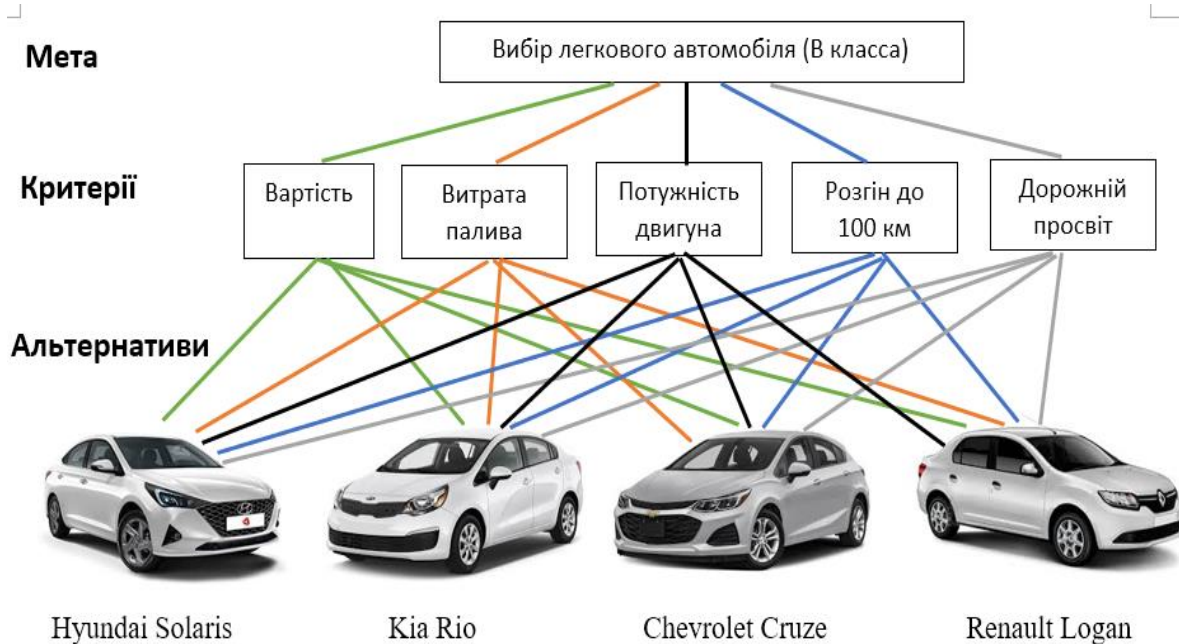 Мета
Вибір легкового автомобіля (В класса)
Критерії
Вартість
Витрата
палива
Потужність
двигуна
Розгін до
100 км
Дорожній
просвіт
Альтернативи
Hyundai Solaris
Kia Rio
Chevrolet Cruze
Renault Logan